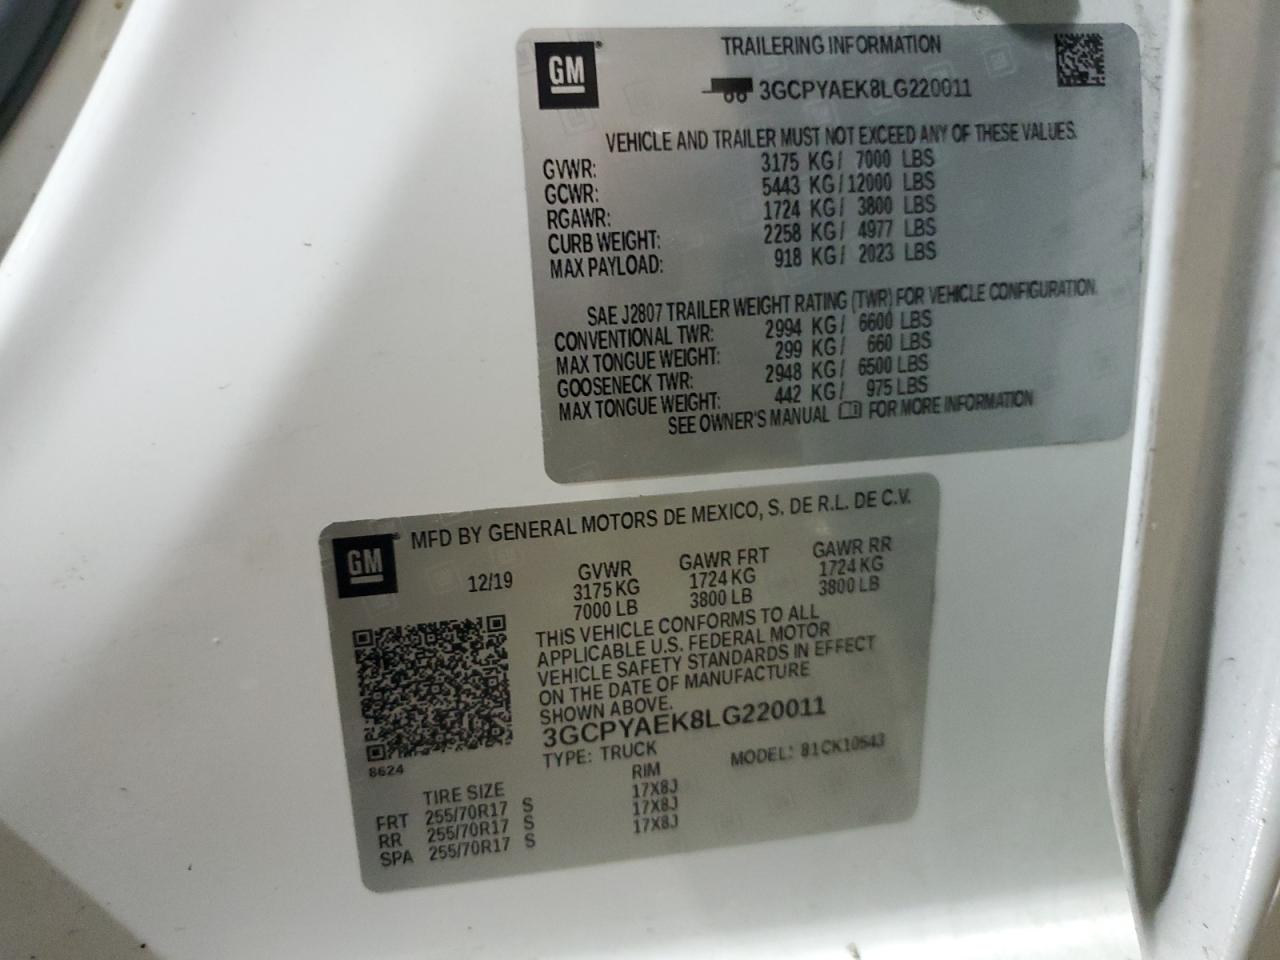 GM
TRAILERING INFORMATION
3GCPYAEK8LG220011
VEHICLE AND TRAILER MUST NOT EXCEED ANY OF THESE VALUES.
GVWR: 3175 KG/ 7000 LBS
GCWR: 5443 KG/12000 LBS
RGAWR: 1724 KG/ 3800 LBS
CURB WEIGHT: 2258 KG/ 4977 LBS
MAX PAYLOAD: 918 KG/ 2023 LBS
SAE J2807 TRAILER WEIGHT RATING (TWR) FOR VEHICLE CONFIGURATION.
CONVENTIONAL TWR: 2994 KG/ 6600 LBS
MAX TONGUE WEIGHT: 299 KG/ 660 LBS
GOOSENECK TWR: 2948 KG/ 6500 LBS
MAX TONGUE WEIGHT: 442 KG/ 975 LBS
SEE OWNER'S MANUAL FOR MORE INFORMATION
GM
MFD BY GENERAL MOTORS DE MEXICO, S. DE R.L. DE C.V.
12/19 GVWR GAWR FRT GAWR RR
3175 KG 1724 KG 1724 KG
7000 LB 3800 LB 3800 LB
THIS VEHICLE CONFORMS TO ALL
APPLICABLE U.S. FEDERAL MOTOR
VEHICLE SAFETY STANDARDS IN EFFECT
ON THE DATE OF MANUFACTURE
SHOWN ABOVE.
3GCPYAEK8LG220011
TYPE: TRUCK MODEL: 81CK10543
8624
TIRE SIZE RIM
FRT 255/70R17 S 17X8J
RR 255/70R17 S 17X8J
SPA 255/70R17 S 17X8J